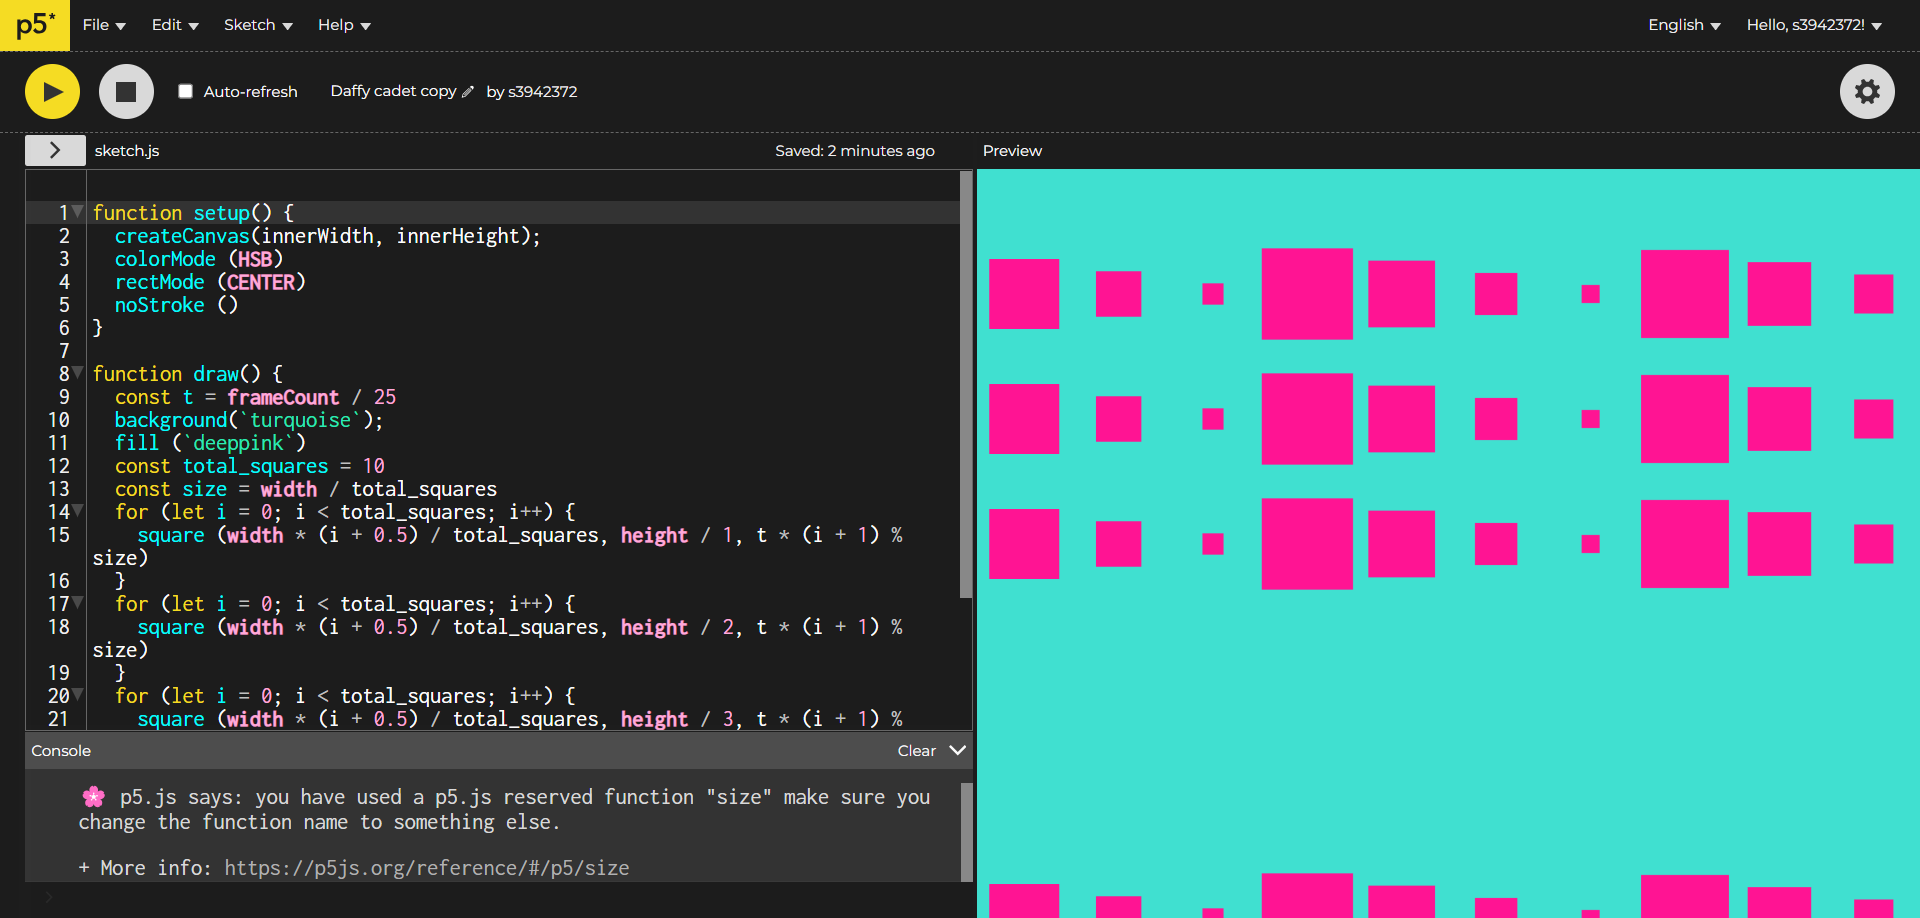 p5* File Edit Sketch Help English Hello, s3942372!
Auto-refresh Daffy cadet copy by s3942372
sketch.js Saved: 2 minutes ago Preview
1 function setup() {
2 createCanvas(innerWidth, innerHeight);
3 colorMode (HSB)
4 rectMode (CENTER)
5 noStroke ()
6 }
7
8 function draw() {
9 const t = frameCount / 25
10 background(`turquoise`);
11 fill (`deeppink`)
12 const total_squares = 10
13 const size = width / total_squares
14 for (let i = 0; i < total_squares; i++) {
15 square (width * (i + 0.5) / total_squares, height / 1, t * (i + 1) %
size)
16 }
17 for (let i = 0; i < total_squares; i++) {
18 square (width * (i + 0.5) / total_squares, height / 2, t * (i + 1) %
size)
19 }
20 for (let i = 0; i < total_squares; i++) {
21 square (width * (i + 0.5) / total_squares, height / 3, t * (i + 1) %
Console Clear
🌸 p5.js says: you have used a p5.js reserved function "size" make sure you
change the function name to something else.
+ More info: https://p5js.org/reference/#/p5/size